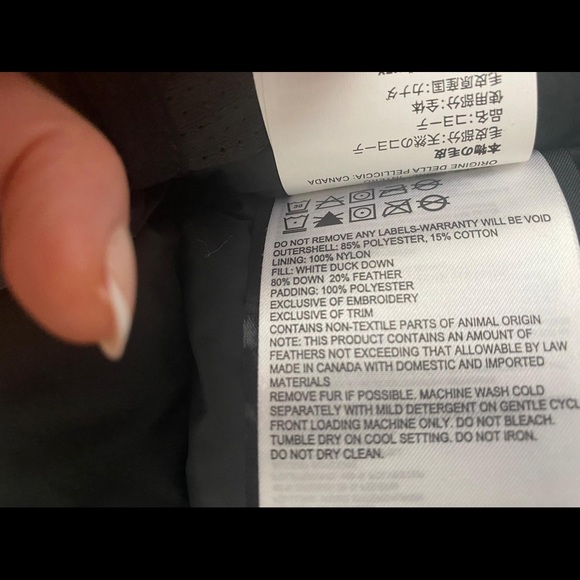 ORIGINE DELLA PELLICCIA: CANADA
本物の毛皮
毛皮部分:天然のコヨーテ
品名:コヨーテ
使用部分:全体
毛皮原産国:カナダ
DO NOT REMOVE ANY LABELS-WARRANTY WILL BE VOID
OUTERSHELL: 85% POLYESTER, 15% COTTON
LINING: 100% NYLON
FILL: WHITE DUCK DOWN
80% DOWN 20% FEATHER
PADDING: 100% POLYESTER
EXCLUSIVE OF EMBROIDERY
EXCLUSIVE OF TRIM
CONTAINS NON-TEXTILE PARTS OF ANIMAL ORIGIN
NOTE: THIS PRODUCT CONTAINS AN AMOUNT OF
FEATHERS NOT EXCEEDING THAT ALLOWABLE BY LAW
MADE IN CANADA WITH DOMESTIC AND IMPORTED
MATERIALS
REMOVE FUR IF POSSIBLE. MACHINE WASH COLD
SEPARATELY WITH MILD DETERGENT ON GENTLE CYCL
FRONT LOADING MACHINE ONLY. DO NOT BLEACH.
TUMBLE DRY ON COOL SETTING. DO NOT IRON.
DO NOT DRY CLEAN.